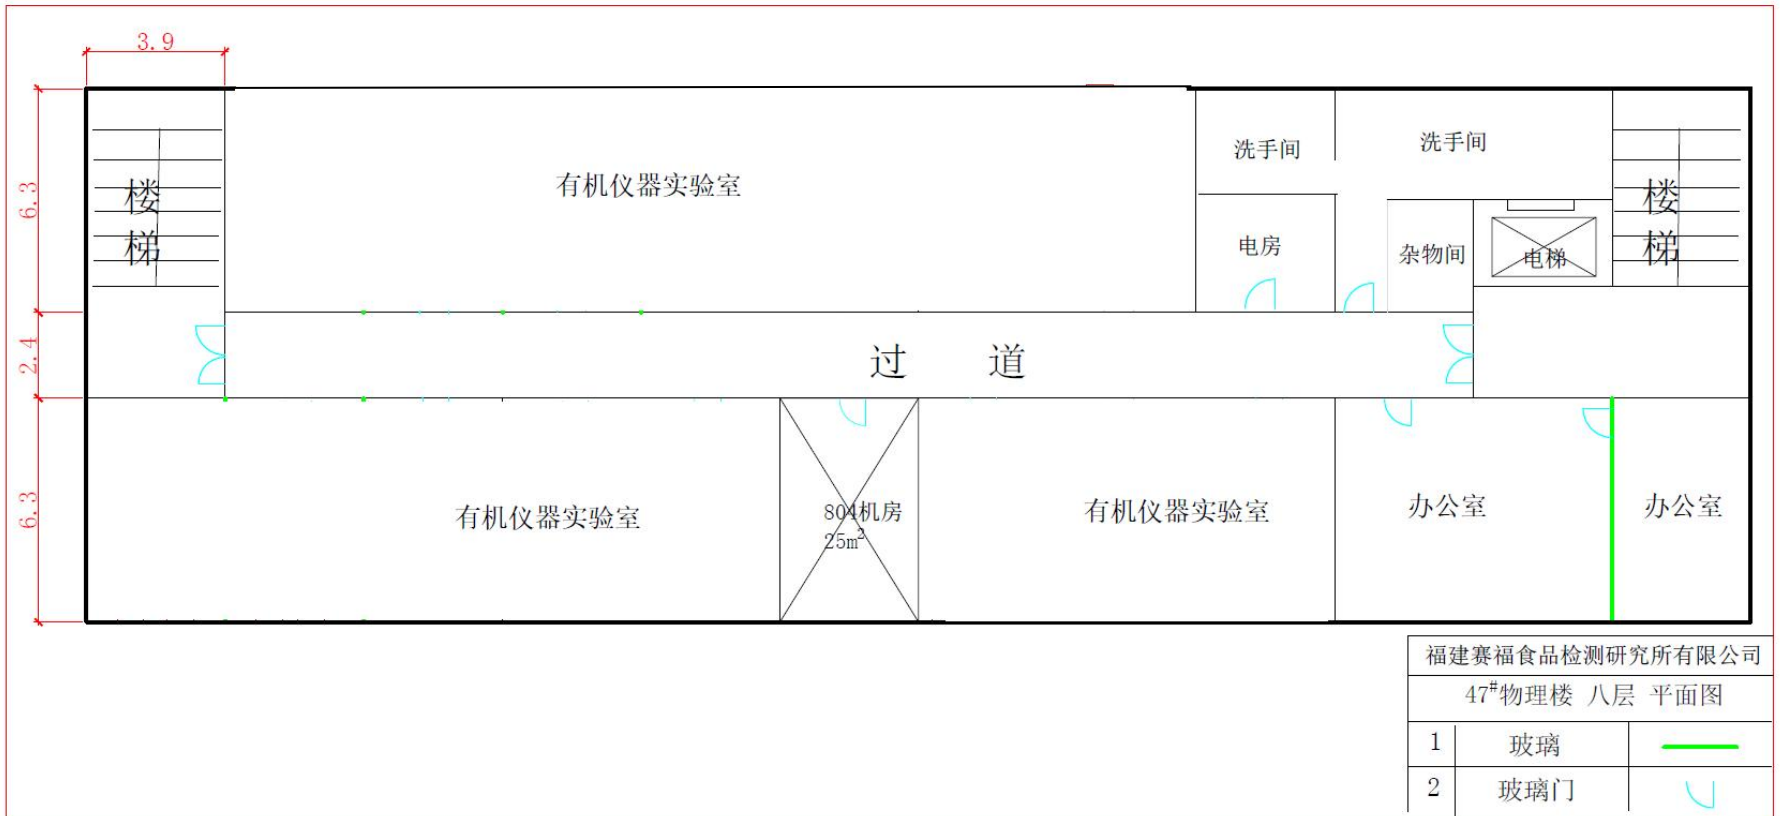 3.9
6.3
2.4
6.3
楼梯
有机仪器实验室
洗手间
洗手间
电房
杂物间
电梯
楼梯
过 道
有机仪器实验室
804机房
25m²
有机仪器实验室
办公室
办公室
福建赛福食品检测研究所有限公司
47#物理楼 八层 平面图
1 玻璃
2 玻璃门